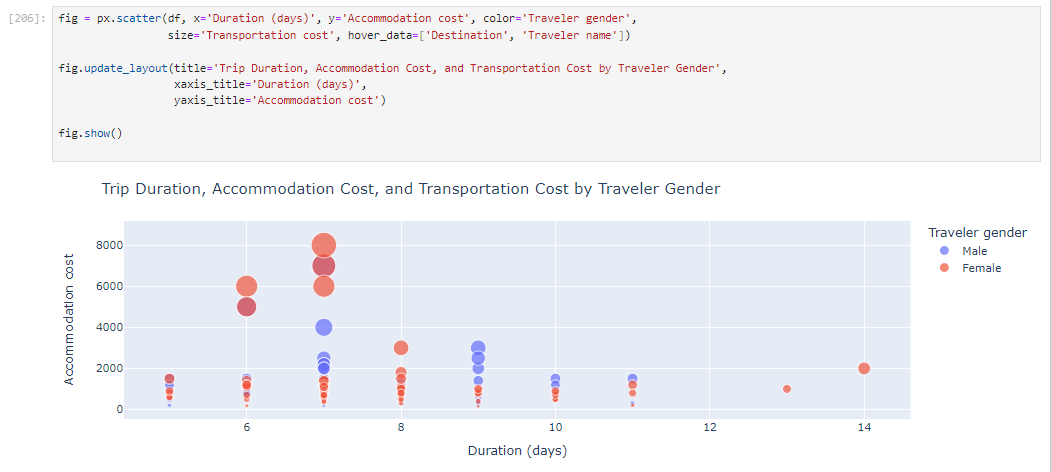 [206]: fig = px.scatter(df, x='Duration (days)', y='Accommodation cost', color='Traveler gender',
size='Transportation cost', hover_data=['Destination', 'Traveler name'])
fig.update_layout(title='Trip Duration, Accommodation Cost, and Transportation Cost by Traveler Gender',
xaxis_title='Duration (days)',
yaxis_title='Accommodation cost')
fig.show()
Trip Duration, Accommodation Cost, and Transportation Cost by Traveler Gender
Accommodation cost
8000
6000
4000
2000
0
6
8
10
12
14
Duration (days)
Traveler gender
Male
Female